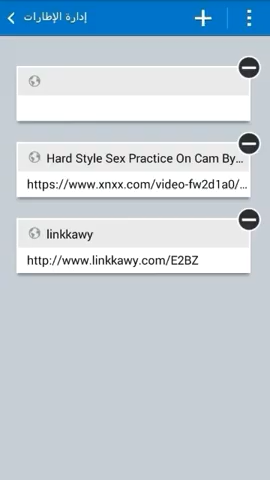 إدارة الإطارات
Hard Style Sex Practice On Cam By...
https://www.xnxx.com/video-fw2d1a0/...
linkkawy
http://www.linkkawy.com/E2BZ